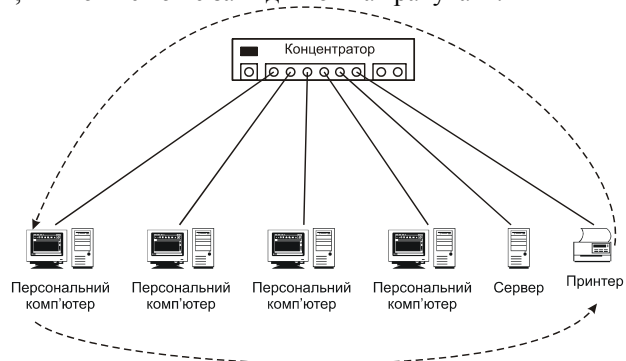 Концентратор
Персональний
комп'ютер
Персональний
комп'ютер
Персональний
комп'ютер
Персональний
комп'ютер
Сервер
Принтер